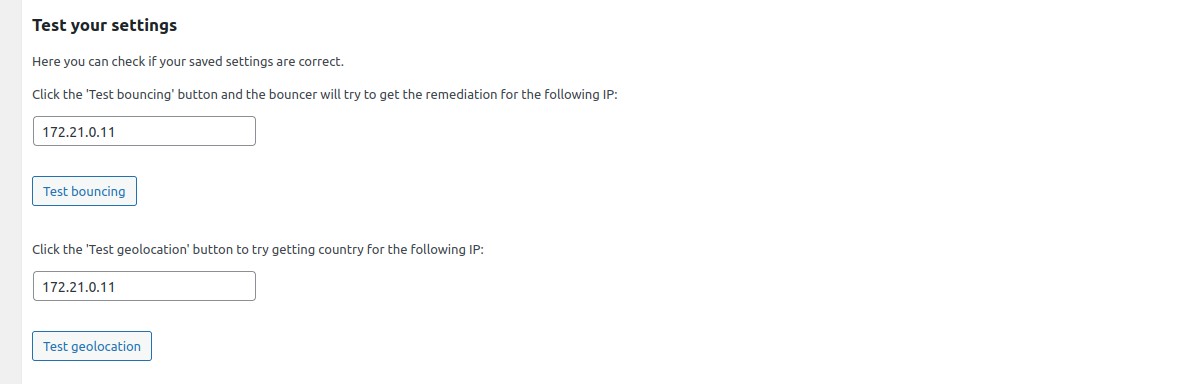 Test your settings
Here you can check if your saved settings are correct.
Click the 'Test bouncing' button and the bouncer will try to get the remediation for the following IP:
172.21.0.11
Test bouncing
Click the 'Test geolocation' button to try getting country for the following IP:
172.21.0.11
Test geolocation